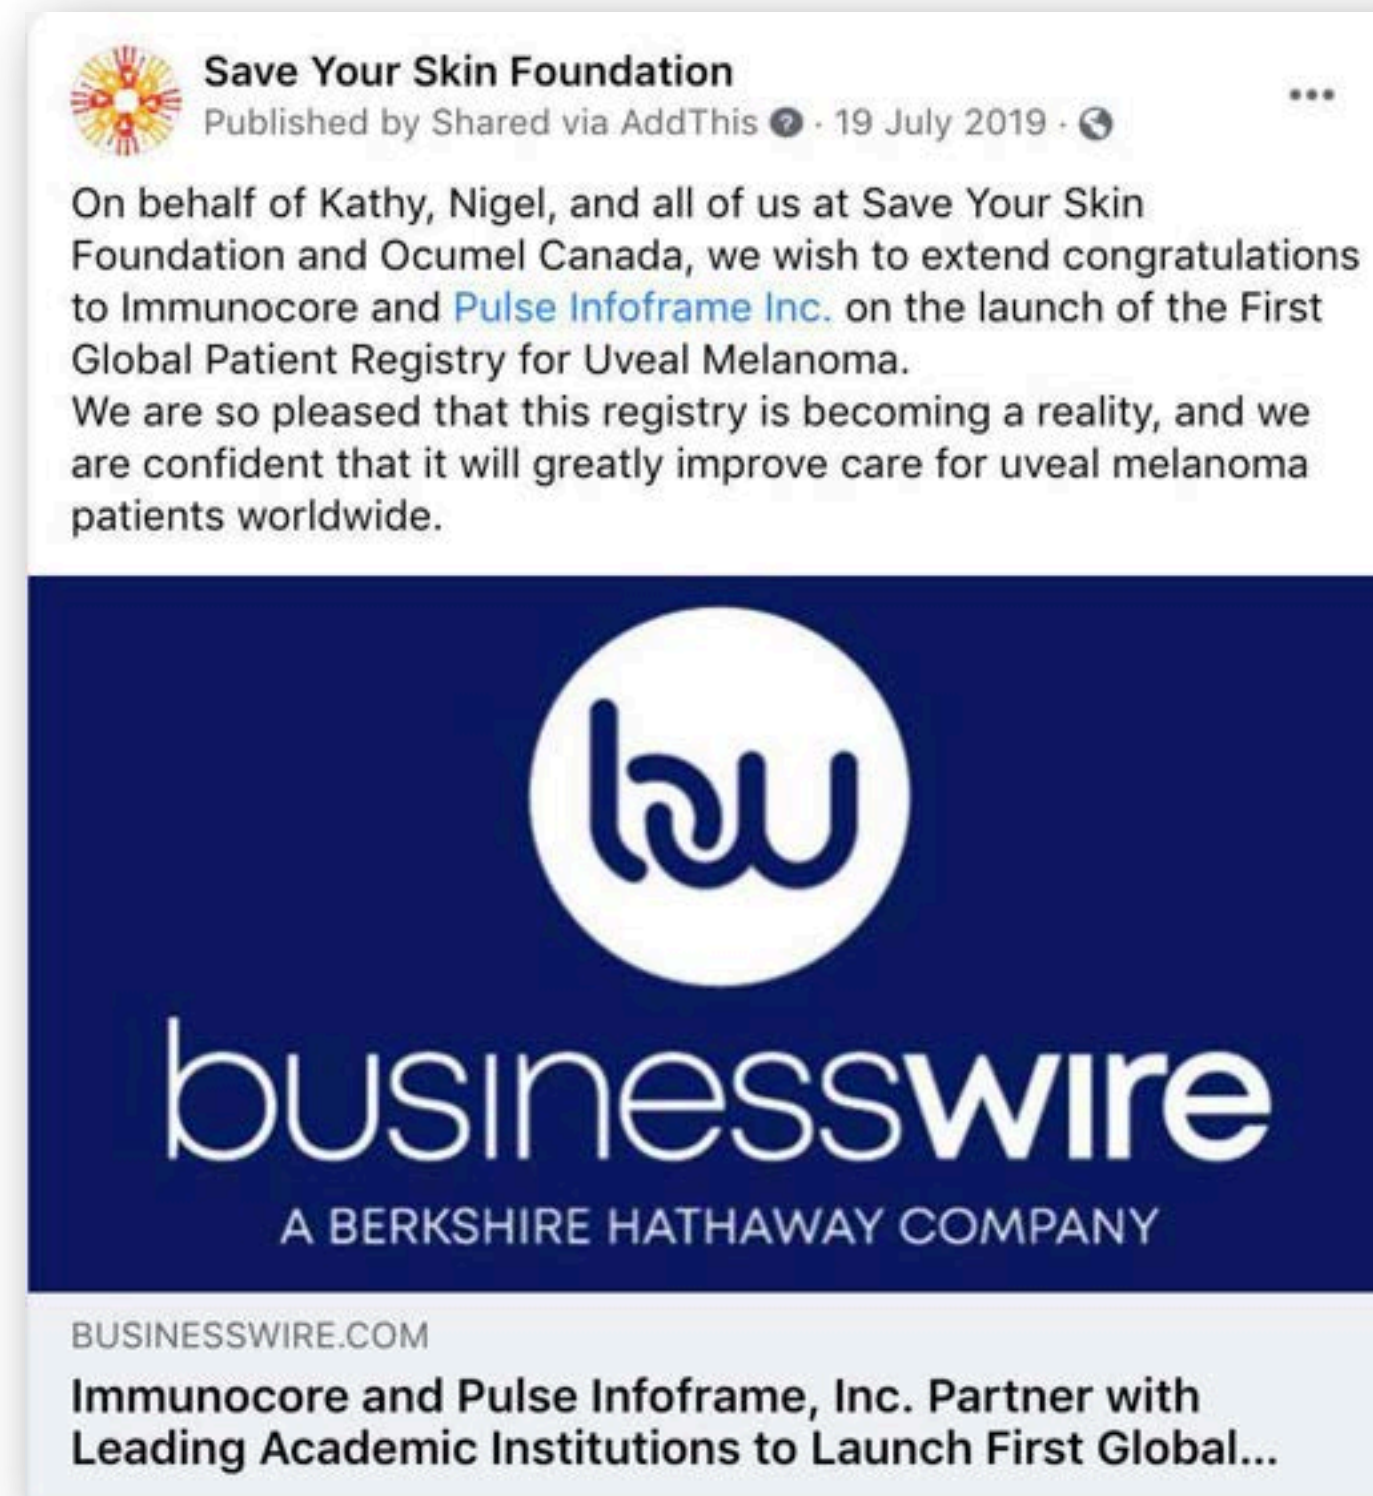 Save Your Skin Foundation
Published by Shared via AddThis · 19 July 2019 ·
On behalf of Kathy, Nigel, and all of us at Save Your Skin
Foundation and Ocumel Canada, we wish to extend congratulations
to Immunocore and Pulse Infoframe Inc. on the launch of the First
Global Patient Registry for Uveal Melanoma.
We are so pleased that this registry is becoming a reality, and we
are confident that it will greatly improve care for uveal melanoma
patients worldwide.
bw
businesswire
A BERKSHIRE HATHAWAY COMPANY
BUSINESSWIRE.COM
Immunocore and Pulse Infoframe, Inc. Partner with
Leading Academic Institutions to Launch First Global...